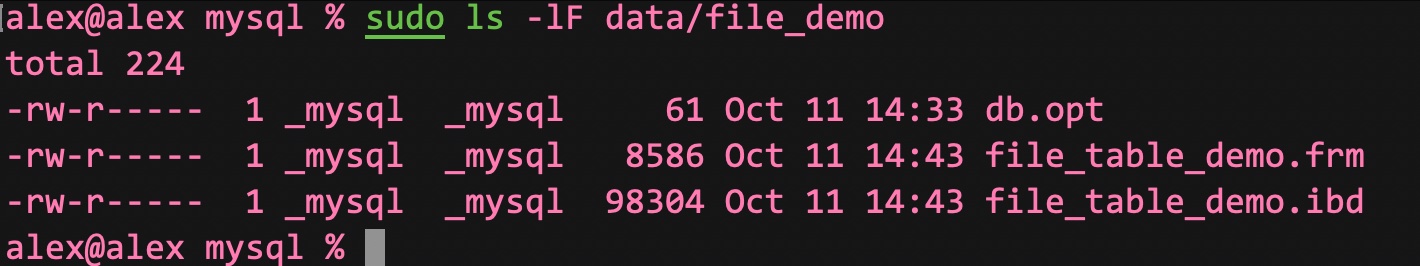 alex@alex mysql % sudo ls -lF data/file_demo
total 224
-rw-r-----  1 _mysql  _mysql     61 Oct 11 14:33 db.opt
-rw-r-----  1 _mysql  _mysql   8586 Oct 11 14:43 file_table_demo.frm
-rw-r-----  1 _mysql  _mysql  98304 Oct 11 14:43 file_table_demo.ibd
alex@alex mysql %